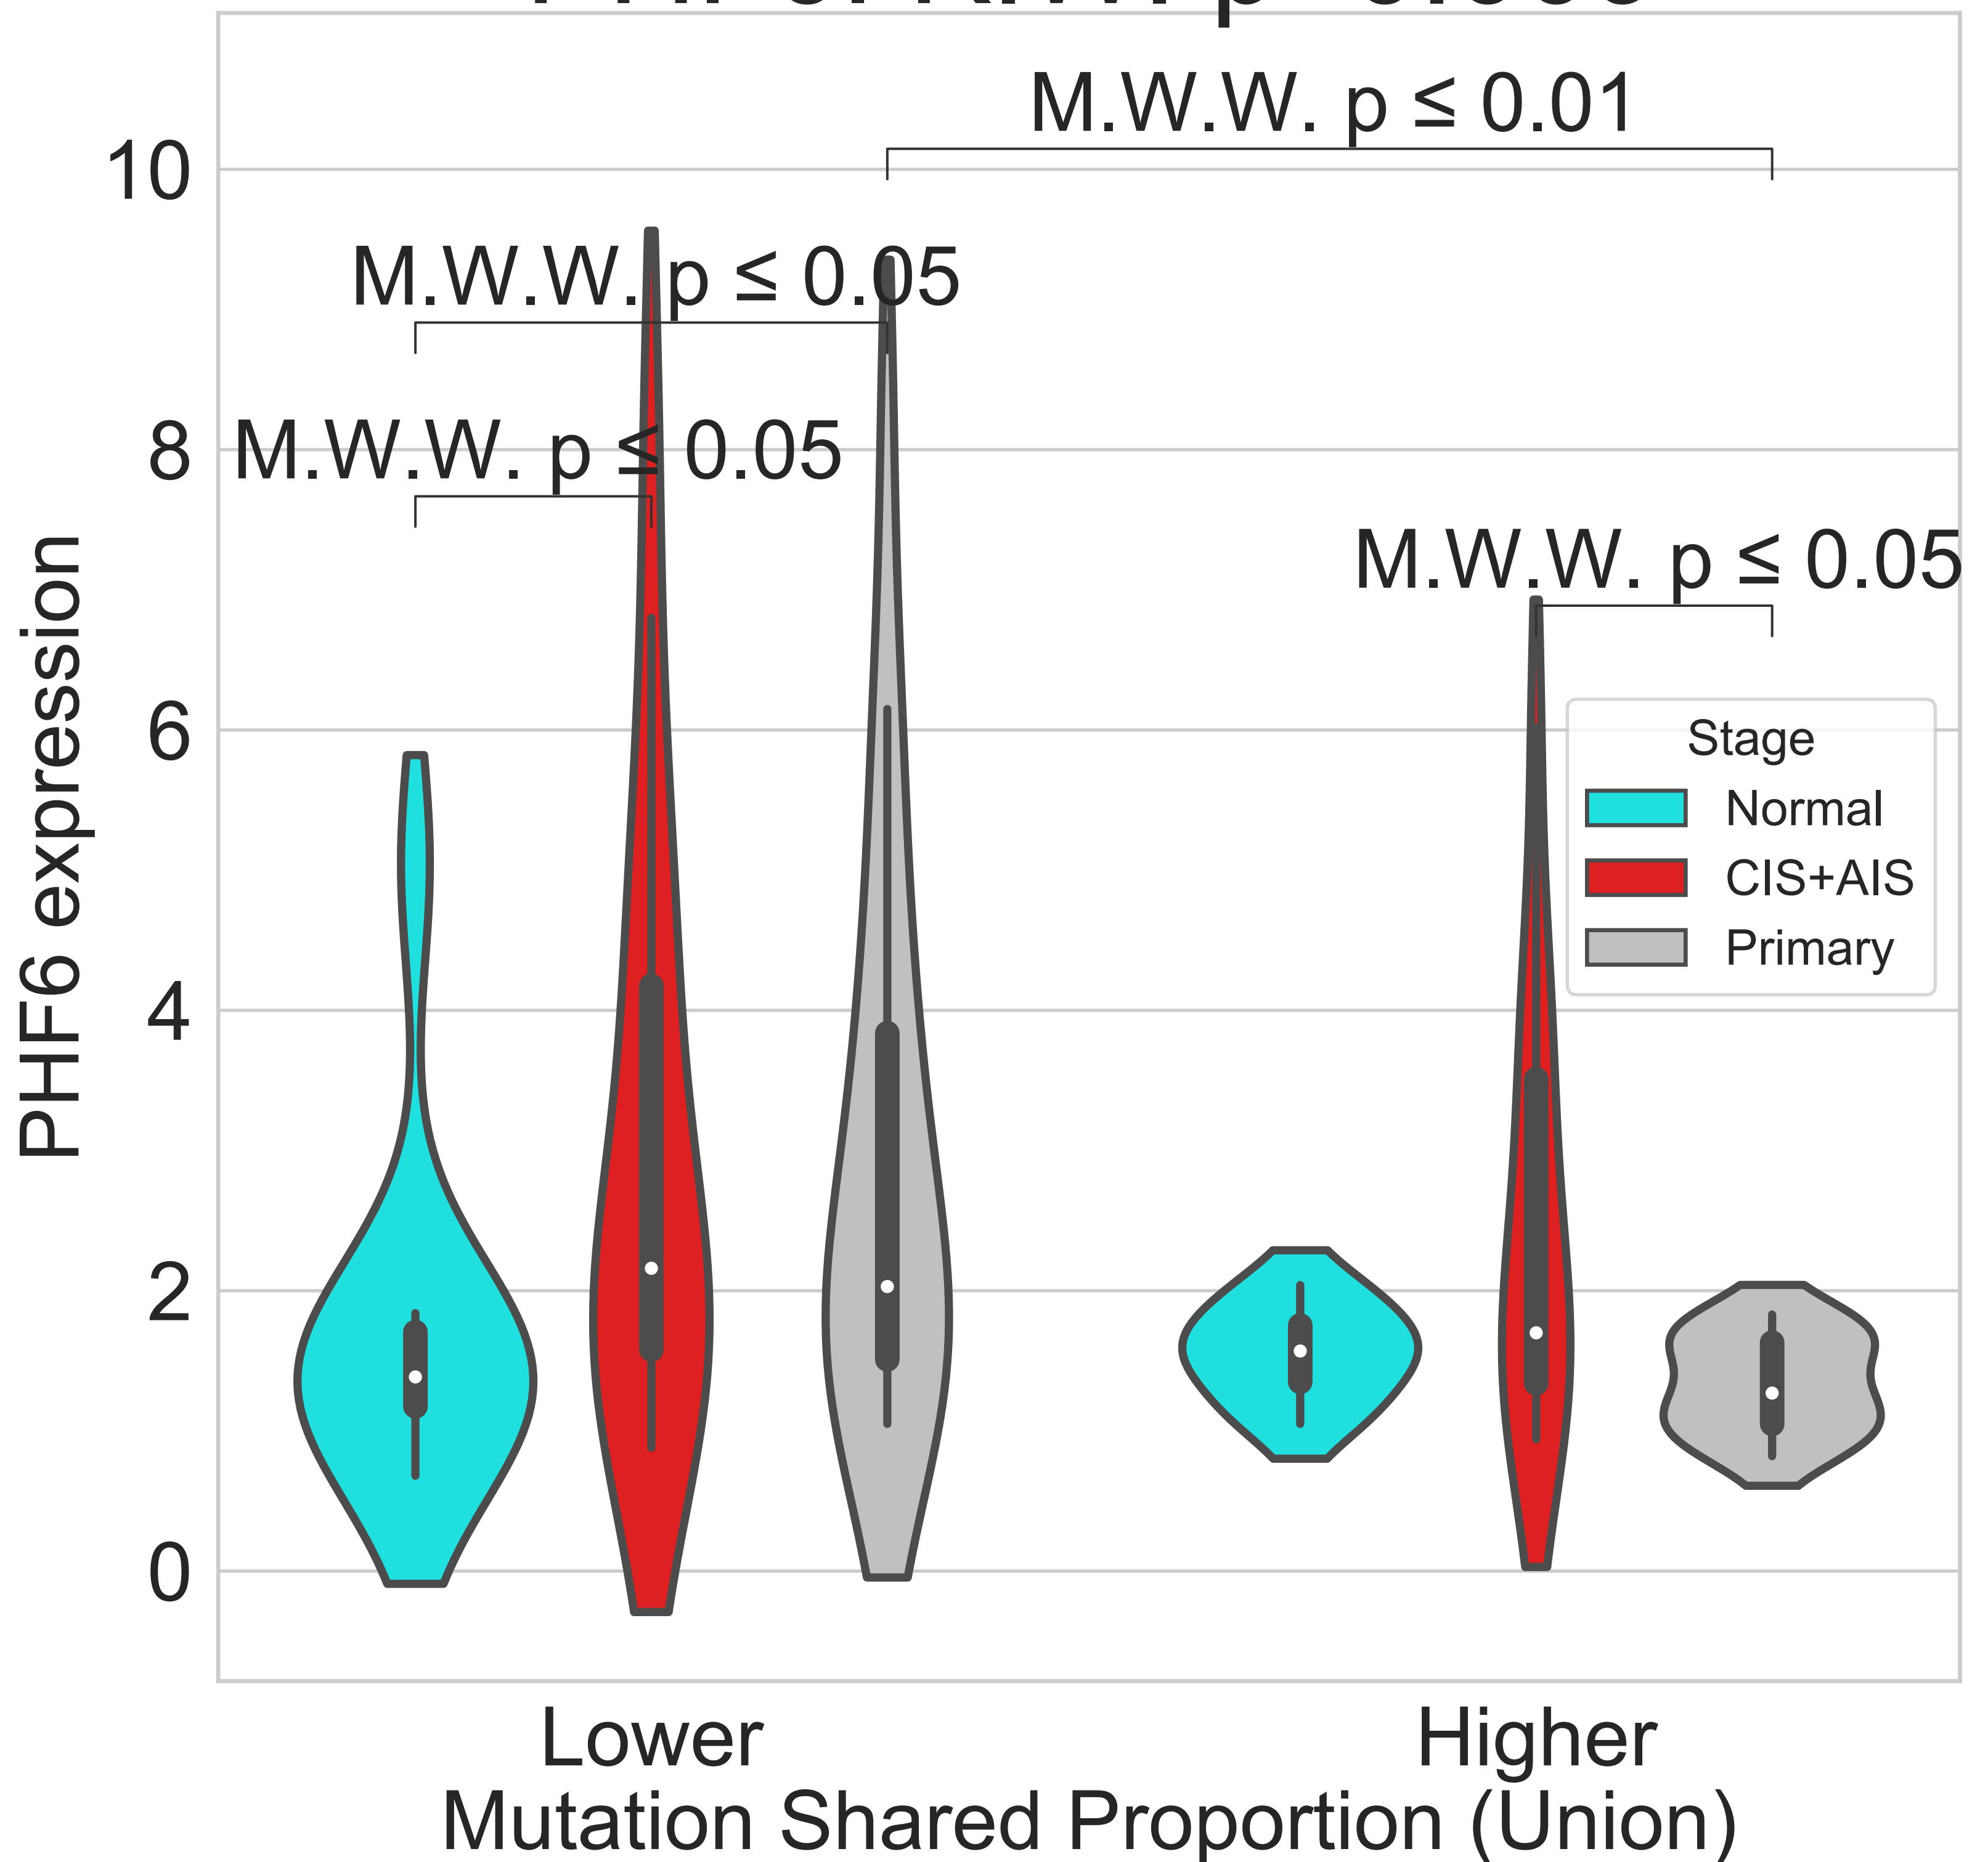 M.W.W. p ≤ 0.01
10
M.W.W. p ≤ 0.05
8
M.W.W. p ≤ 0.05
M.W.W. p ≤ 0.05
6
Stage
Normal
CIS+AIS
Primary
4
2
0
PHF6 expression
Lower
Higher
Mutation Shared Proportion (Union)